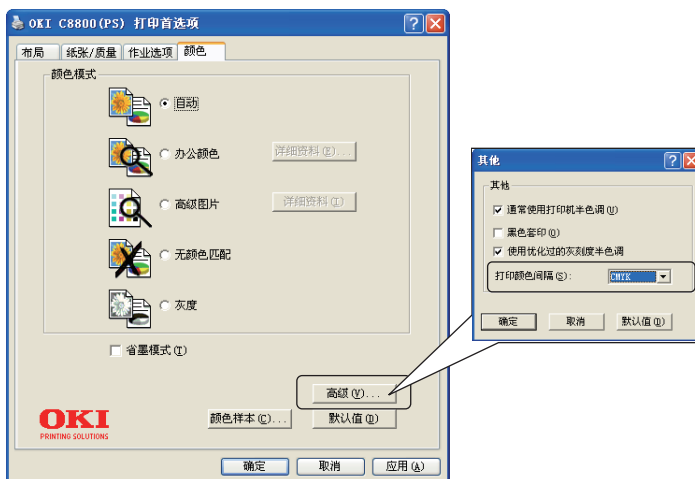 OKI C8800(PS) 打印首选项
布局 纸张/质量 作业选项 颜色
颜色模式
自动
办公颜色 详细资料(E)...
高级图片 详细资料(I)
无颜色匹配
灰度
省墨模式(T)
高级(V)...
颜色样本(C)... 默认值(D)
OKI
PRINTING SOLUTIONS
确定 取消 应用(A)
其他
其他
通常使用打印机半色调(U)
黑色套印(O)
使用优化过的灰刻度半色调
打印颜色间隔(S): CMYK
确定 取消 默认值(D)